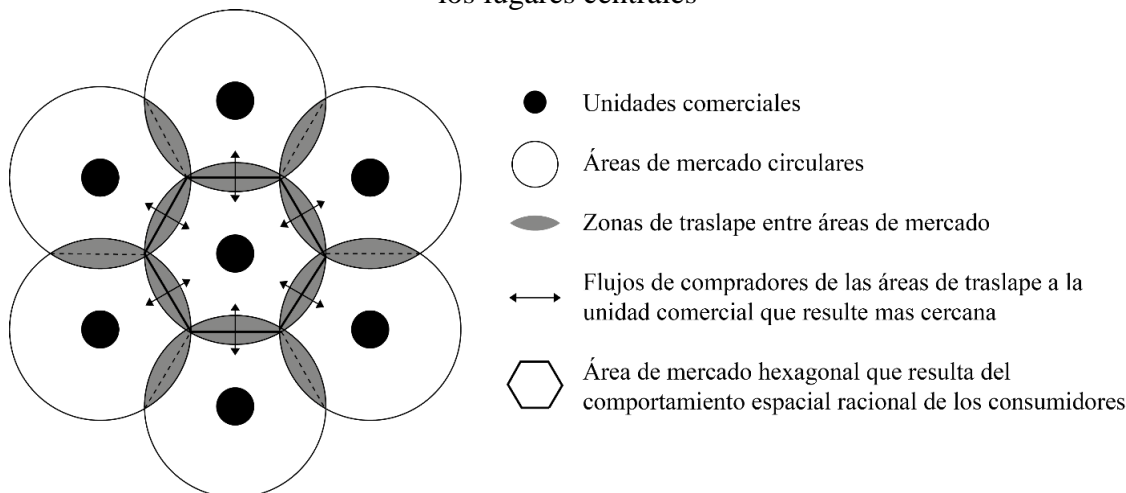 los lugares centrales
Unidades comerciales
Áreas de mercado circulares
Zonas de traslape entre áreas de mercado
Flujos de compradores de las áreas de traslape a la
unidad comercial que resulte mas cercana
Área de mercado hexagonal que resulta del
comportamiento espacial racional de los consumidores